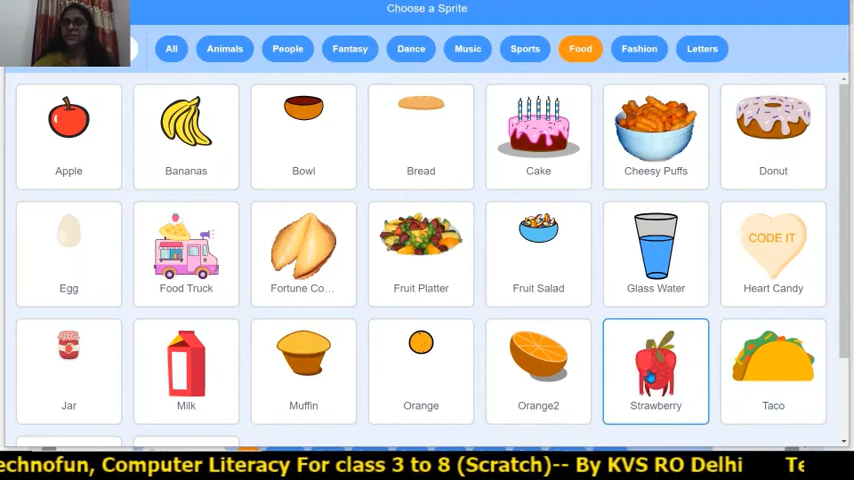 Choose a Sprite
All Animals People Fantasy Dance Music Sports Food Fashion Letters
Apple Bananas Bowl Bread Cake Cheesy Puffs Donut
CODE IT
Egg Food Truck Fortune Co... Fruit Platter Fruit Salad Glass Water Heart Candy
Jar Milk Muffin Orange Orange2 Strawberry Taco
echnofun, Computer Literacy For class 3 to 8 (Scratch)-- By KVS RO Delhi Te